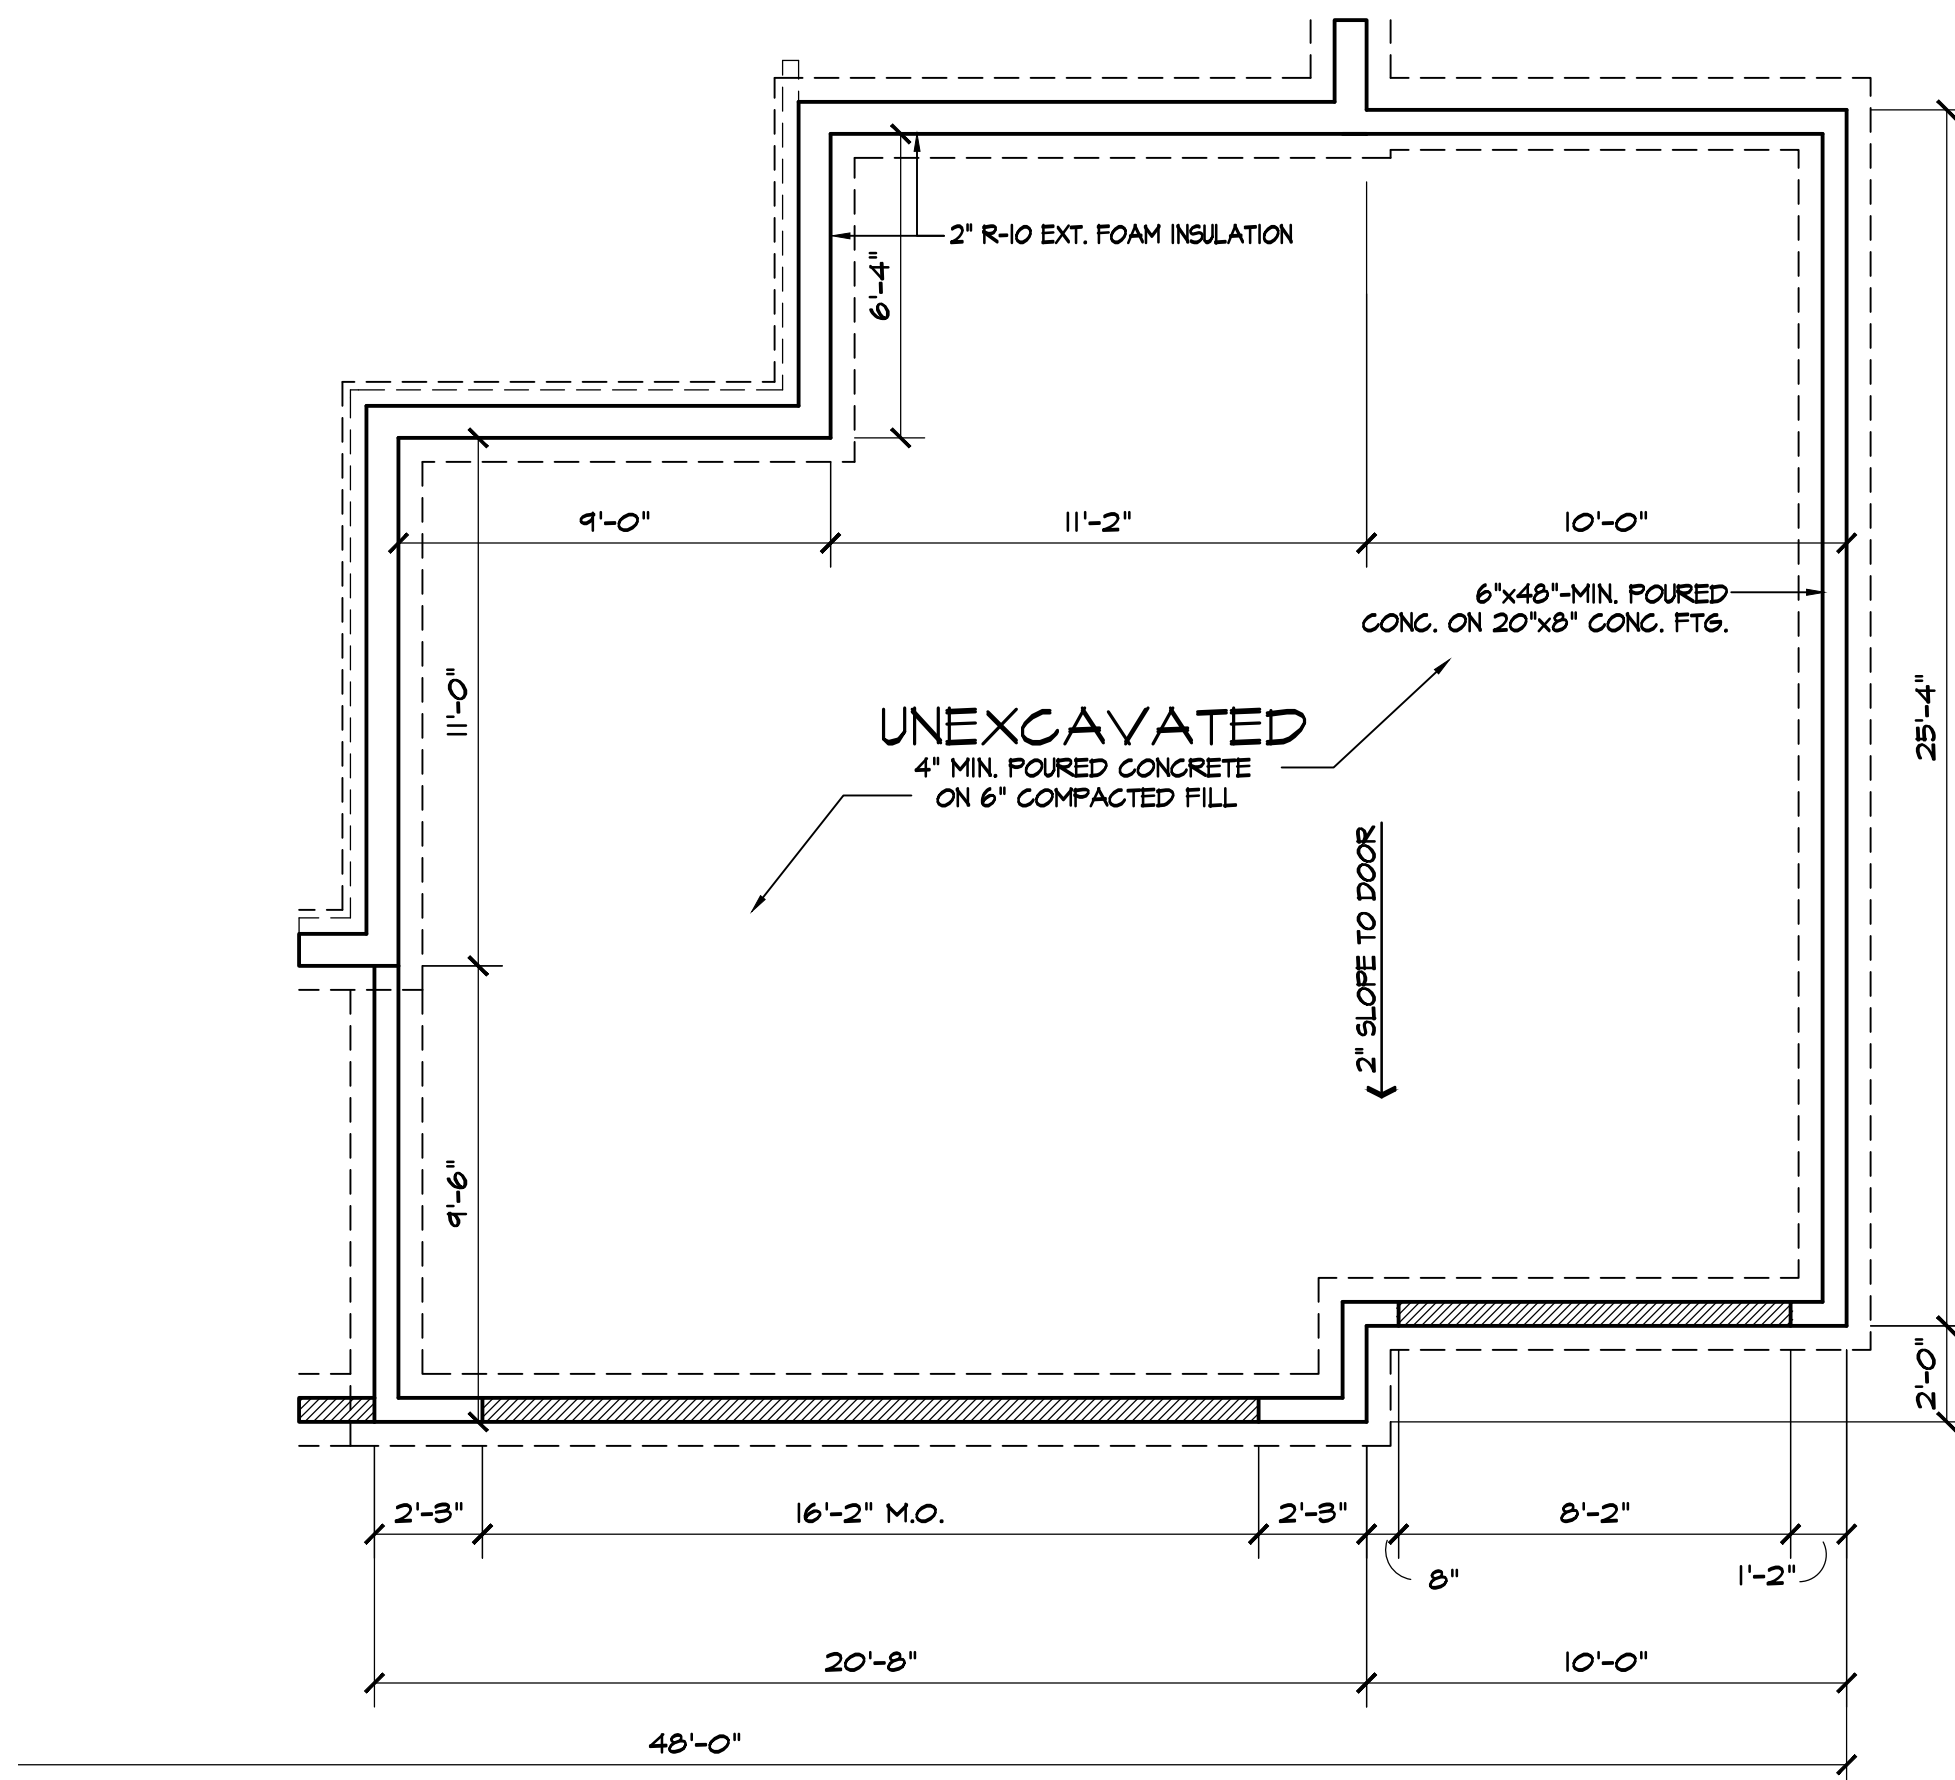 2" R-10 EXT. FOAM INSULATION
6'-4"
9'-0"
11'-2"
10'-0"
6"x48"-MIN. POURED
CONC. ON 20"x8" CONC. FTG.
11'-0"
25'-4"
UNEXCAVATED
4" MIN. POURED CONCRETE
ON 6" COMPACTED FILL
2" SLOPE TO DOOR
9'-6"
2'-0"
2'-3"
16'-2" M.O.
2'-3"
8'-2"
8"
1'-2"
20'-8"
10'-0"
48'-0"